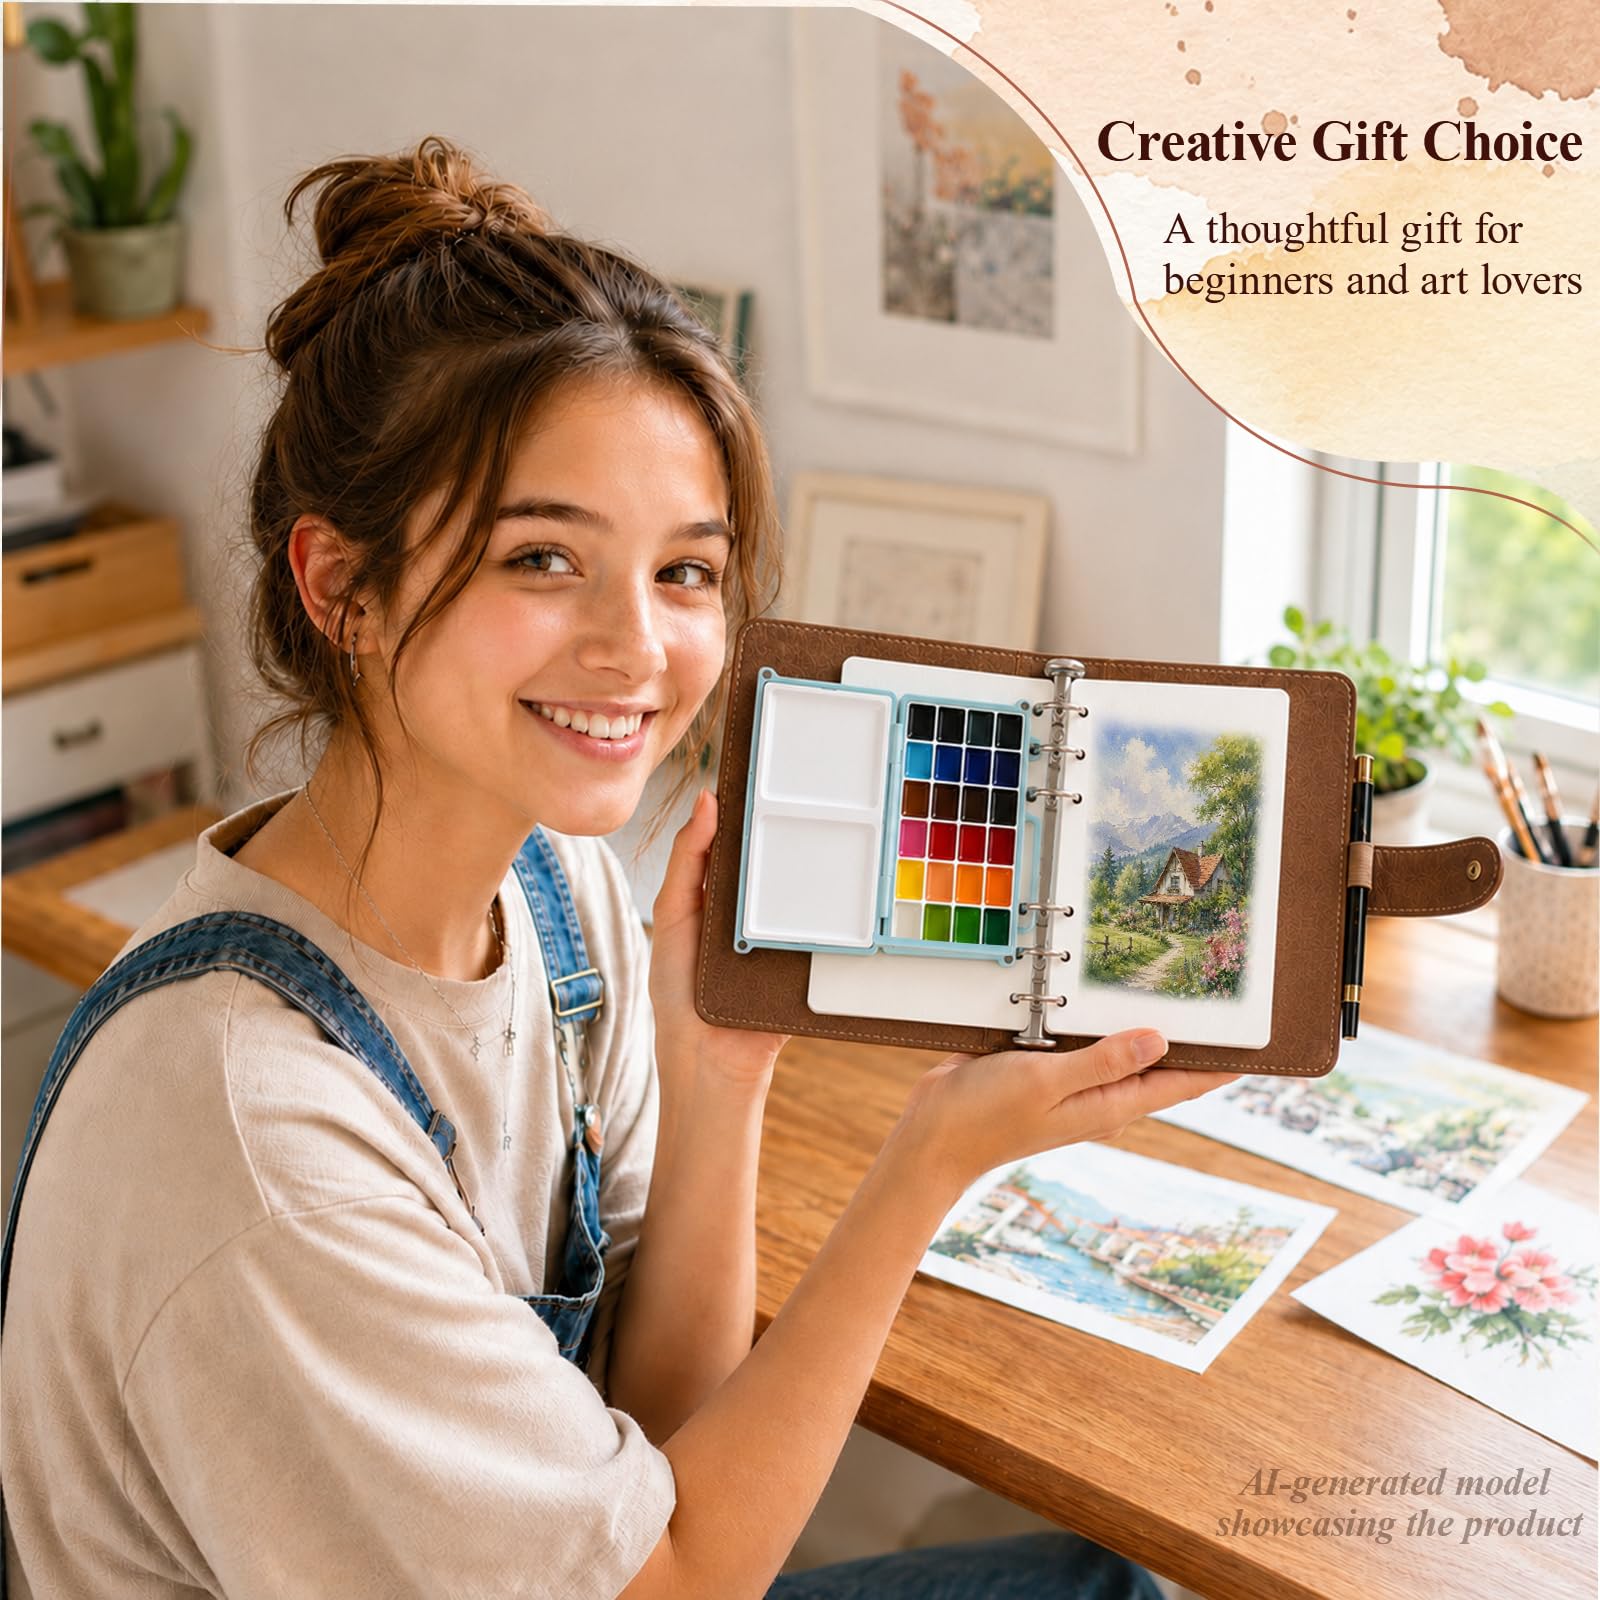 Creative Gift Choice
A thoughtful gift for
beginners and art lovers
AI-generated model
showcasing the product